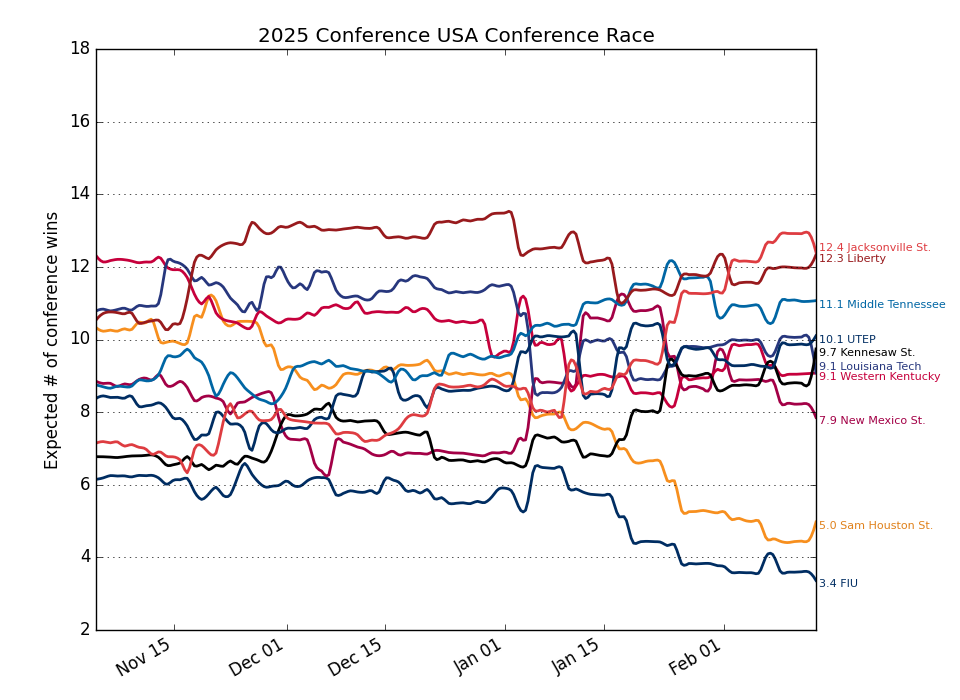 2025 Conference USA Conference Race
Expected # of conference wins
18
16
14
12
10
8
6
4
2
Nov 15
Dec 01
Dec 15
Jan 01
Jan 15
Feb 01
12.4 Jacksonville St.
12.3 Liberty
11.1 Middle Tennessee
10.1 UTEP
9.7 Kennesaw St.
9.1 Louisiana Tech
9.1 Western Kentucky
7.9 New Mexico St.
5.0 Sam Houston St.
3.4 FIU